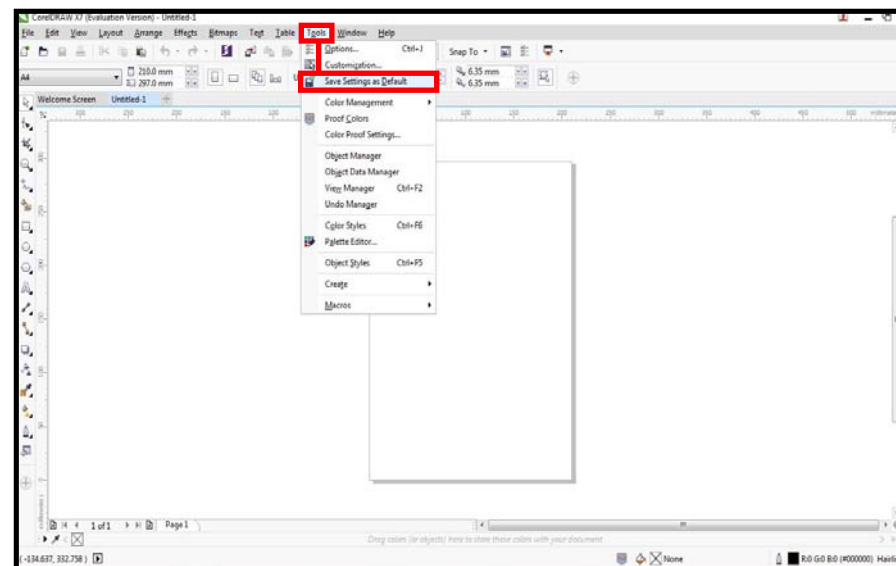 CorelDRAW X7 (Evaluation Version) - Untitled-1
File Edit View Layout Arrange Effects Bitmaps Text Table Tools Window Help
Snap To
A4
210.0 mm
297.0 mm
6.35 mm
6.35 mm
Welcome Screen Untitled-1
Options... Ctrl+J
Customization...
Save Settings as Default
Color Management
Proof Colors
Color Proof Settings...
Object Manager
Object Data Manager
View Manager Ctrl+F2
Undo Manager
Color Styles Ctrl+F6
Palette Editor...
Object Styles Ctrl+F5
Create
Macros
1 of 1 Page 1
Drag colors (or objects) here to store these colors with your document
( -134.637, 332.758 ) None R:0 G:0 B:0 (#000000)